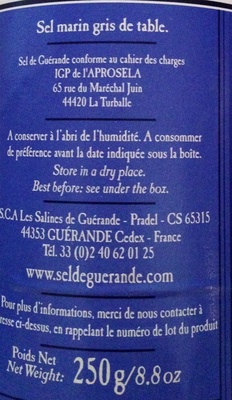 Sel marin gris de table.
Sel de Guérande conforme au cahier des charges
IGP de l'APROSELA
65 rue du Maréchal Juin
44420 La Turballe
A conserver à l'abri de l'humidité. A consommer
de préférence avant la date indiquée sous la boîte.
Store in a dry place.
Best before: see under the box.
S.C.A Les Salines de Guérande - Pradel - CS 65315
44353 GUÉRANDE Cedex - France
Tél. 33 (0)2 40 62 01 25
www.seldeguerande.com
Pour plus d'informations, merci de nous contacter à
resse ci-dessus, en rappelant le numéro de lot du produit
Poids Net
Net Weight: 250g/8.8oz